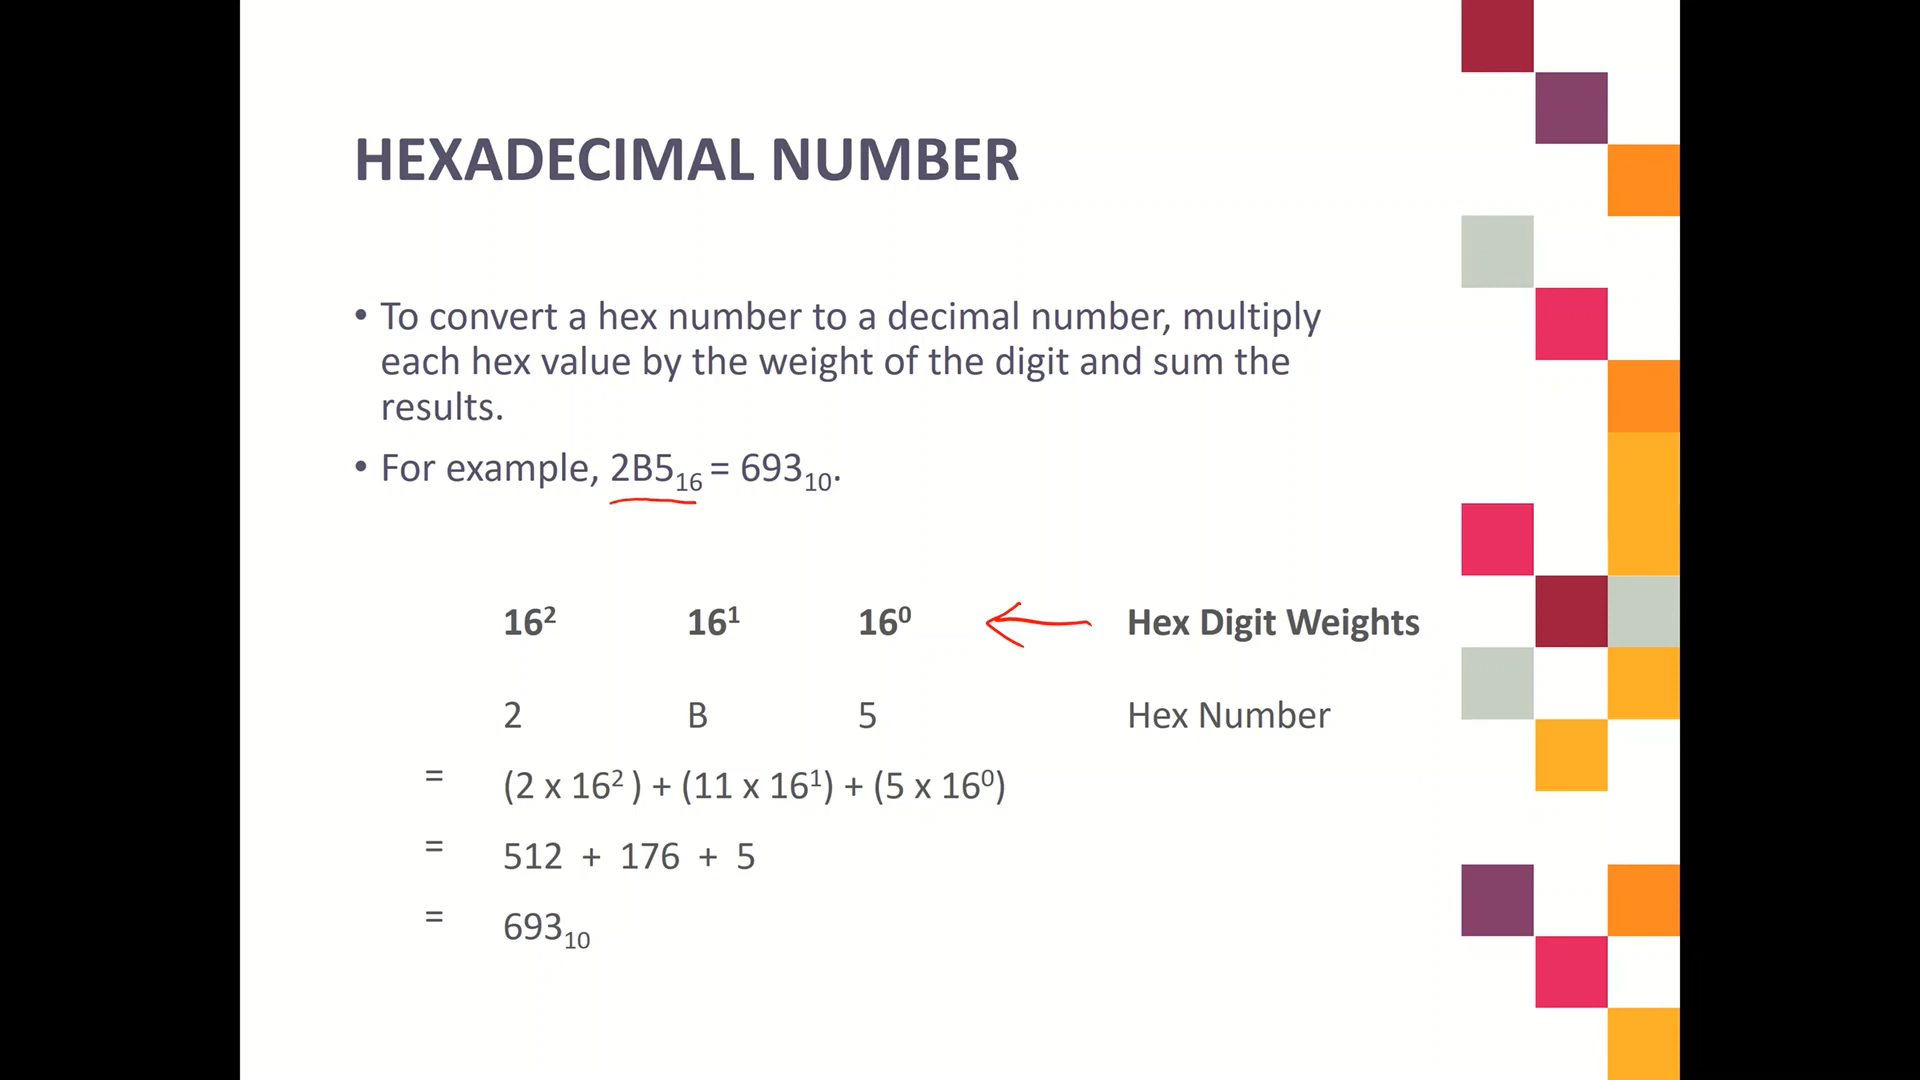 HEXADECIMAL NUMBER
• To convert a hex number to a decimal number, multiply
each hex value by the weight of the digit and sum the
results.
• For example, 2B5₁₆ = 693₁₀.
16² 16¹ 16⁰ Hex Digit Weights
2 B 5 Hex Number
= (2 x 16² ) + (11 x 16¹) + (5 x 16⁰)
= 512 + 176 + 5
= 693₁₀